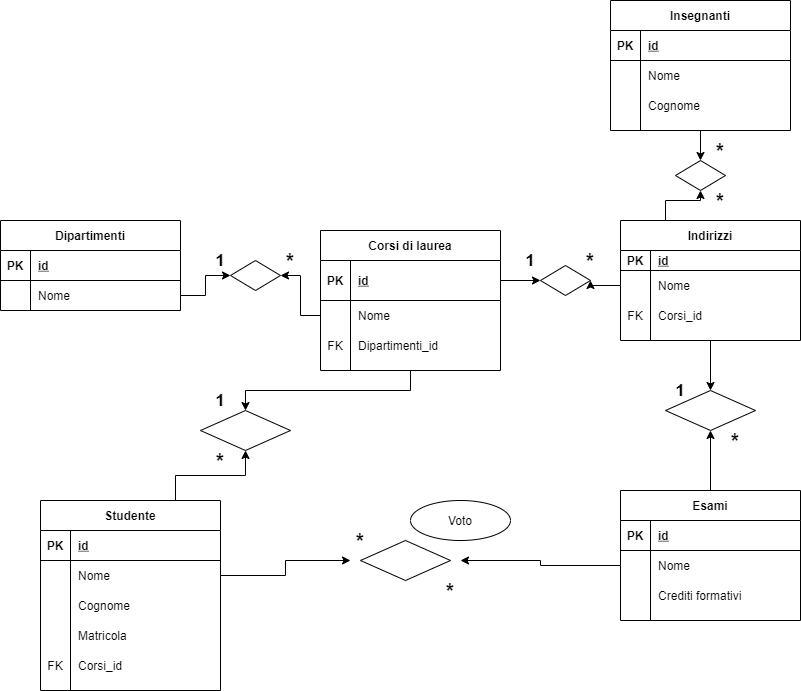 Insegnanti
PK id
Nome
Cognome
*
*
Dipartimenti
PK id
Nome
1 *
Corsi di laurea
PK id
Nome
FK Dipartimenti_id
1 *
Indirizzi
PK id
Nome
FK Corsi_id
1
*
1
*
Studente
PK id
Nome
Cognome
Matricola
FK Corsi_id
*
Voto
*
Esami
PK id
Nome
Crediti formativi